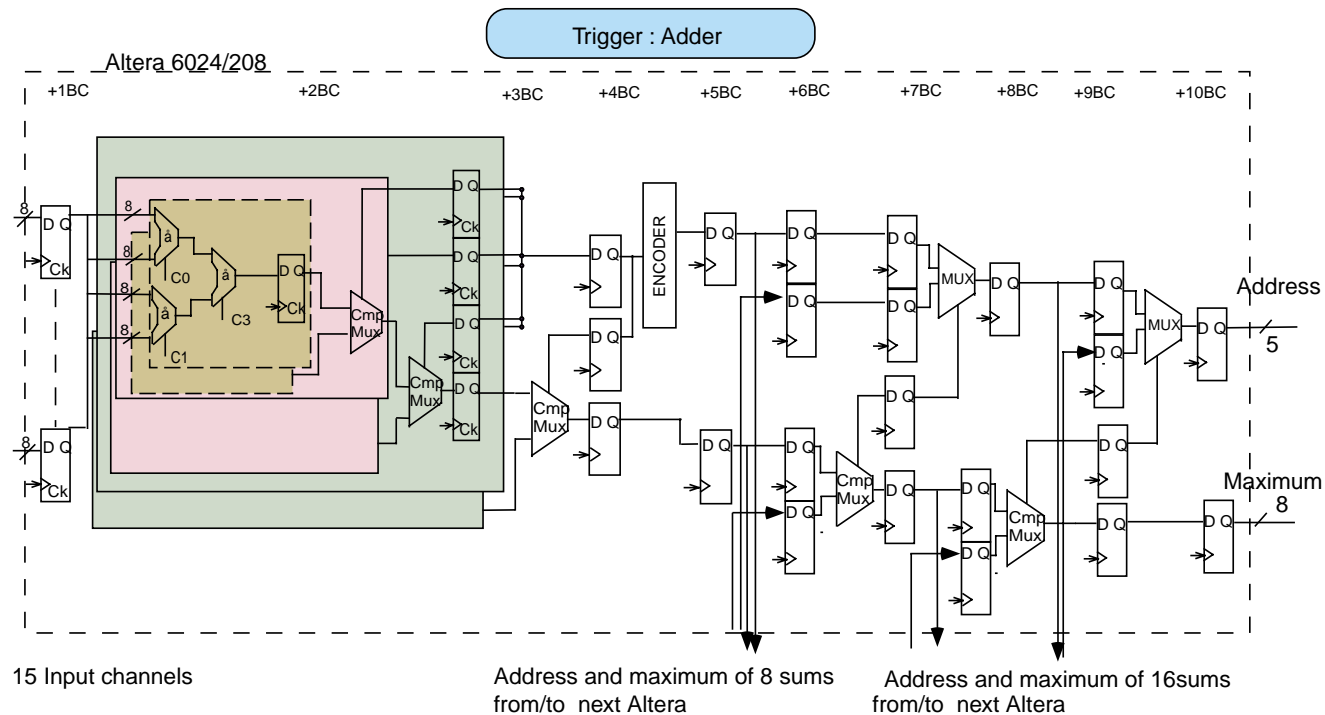 Trigger : Adder
Altera 6024/208
+1BC +2BC +3BC +4BC +5BC +6BC +7BC +8BC +9BC +10BC
8 D Q Ck
8 D Q Ck
8
8
8
8
å
å
å
C0
C1
C3
D Q Ck
Cmp Mux
Cmp Mux
D Q Ck
D Q Ck
D Q Ck
D Q Ck
Cmp Mux
D Q
D Q
D Q
ENCODER
D Q
D Q
D Q
D Q
D Q
D Q
Cmp Mux
D Q
D Q
MUX
D Q
D Q
D Q
D Q
D Q
Cmp Mux
D Q
D Q
MUX
D Q
D Q
D Q
D Q
Address
5
Maximum
8
15 Input channels
Address and maximum of 8 sums
from/to next Altera
Address and maximum of 16sums
from/to next Altera